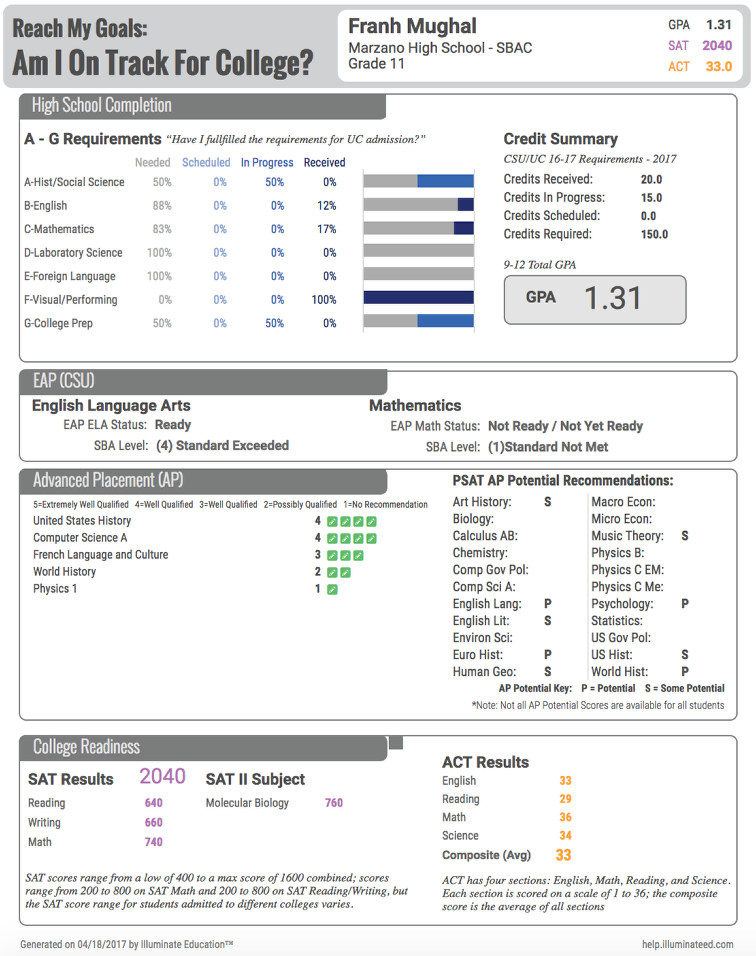 Reach My Goals:
Am I On Track For College?
Franh Mughal
Marzano High School - SBAC
Grade 11
GPA 1.31
SAT 2040
ACT 33.0
High School Completion
A - G Requirements "Have I fullfilled the requirements for UC admission?"
Needed Scheduled In Progress Received
A-Hist/Social Science 50% 0% 50% 0%
B-English 88% 0% 0% 12%
C-Mathematics 83% 0% 0% 17%
D-Laboratory Science 100% 0% 0% 0%
E-Foreign Language 100% 0% 0% 0%
F-Visual/Performing 0% 0% 0% 100%
G-College Prep 50% 0% 50% 0%
Credit Summary
CSU/UC 16-17 Requirements - 2017
Credits Received: 20.0
Credits In Progress: 15.0
Credits Scheduled: 0.0
Credits Required: 150.0
9-12 Total GPA
GPA 1.31
EAP (CSU)
English Language Arts
EAP ELA Status: Ready
SBA Level: (4) Standard Exceeded
Mathematics
EAP Math Status: Not Ready / Not Yet Ready
SBA Level: (1)Standard Not Met
Advanced Placement (AP)
5=Extremely Well Qualified 4=Well Qualified 3=Well Qualified 2=Possibly Qualified 1=No Recommendation
United States History 4
Computer Science A 4
French Language and Culture 3
World History 2
Physics 1 1
PSAT AP Potential Recommendations:
Art History: S
Biology:
Calculus AB:
Chemistry:
Comp Gov Pol:
Comp Sci A:
English Lang: P
English Lit: S
Environ Sci:
Euro Hist: P
Human Geo: S
Macro Econ:
Micro Econ:
Music Theory: S
Physics B:
Physics C EM:
Physics C Me:
Psychology: P
Statistics:
US Gov Pol:
US Hist: S
World Hist: P
AP Potential Key: P = Potential S = Some Potential
*Note: Not all AP Potential Scores are available for all students
College Readiness
SAT Results 2040
Reading 640
Writing 660
Math 740
SAT II Subject
Molecular Biology 760
SAT scores range from a low of 400 to a max score of 1600 combined; scores
range from 200 to 800 on SAT Math and 200 to 800 on SAT Reading/Writing, but
the SAT score range for students admitted to different colleges varies.
ACT Results
English 33
Reading 29
Math 36
Science 34
Composite (Avg) 33
ACT has four sections: English, Math, Reading, and Science.
Each section is scored on a scale of 1 to 36; the composite
score is the average of all sections
Generated on 04/18/2017 by Illuminate Education™
help.illuminateed.com